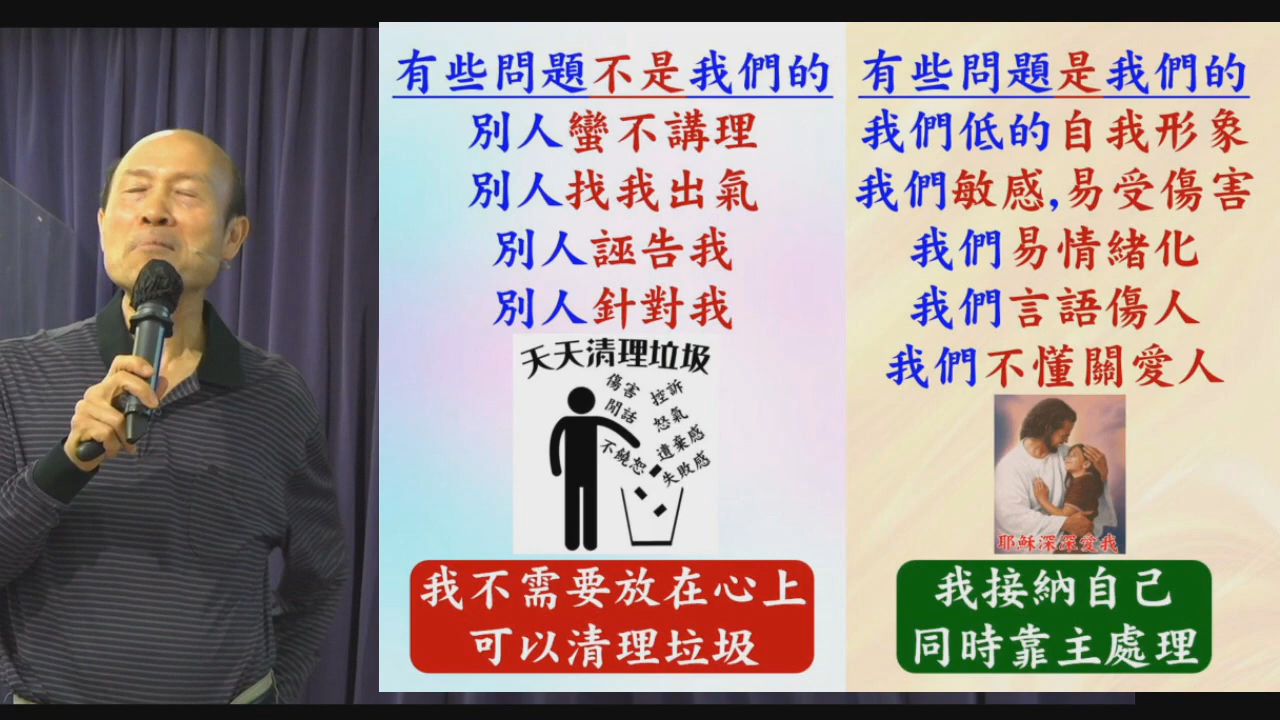 有些問題不是我們的
別人蠻不講理
別人找我出氣
別人誣告我
別人針對我
天天清理垃圾
傷害
閒話
不饒恕
控訴
怒氣
遺棄感
失敗感
我不需要放在心上
可以清理垃圾
有些問題是我們的
我們低的自我形象
我們敏感,易受傷害
我們易情緒化
我們言語傷人
我們不懂關愛人
耶穌深深愛我
我接納自己
同時靠主處理